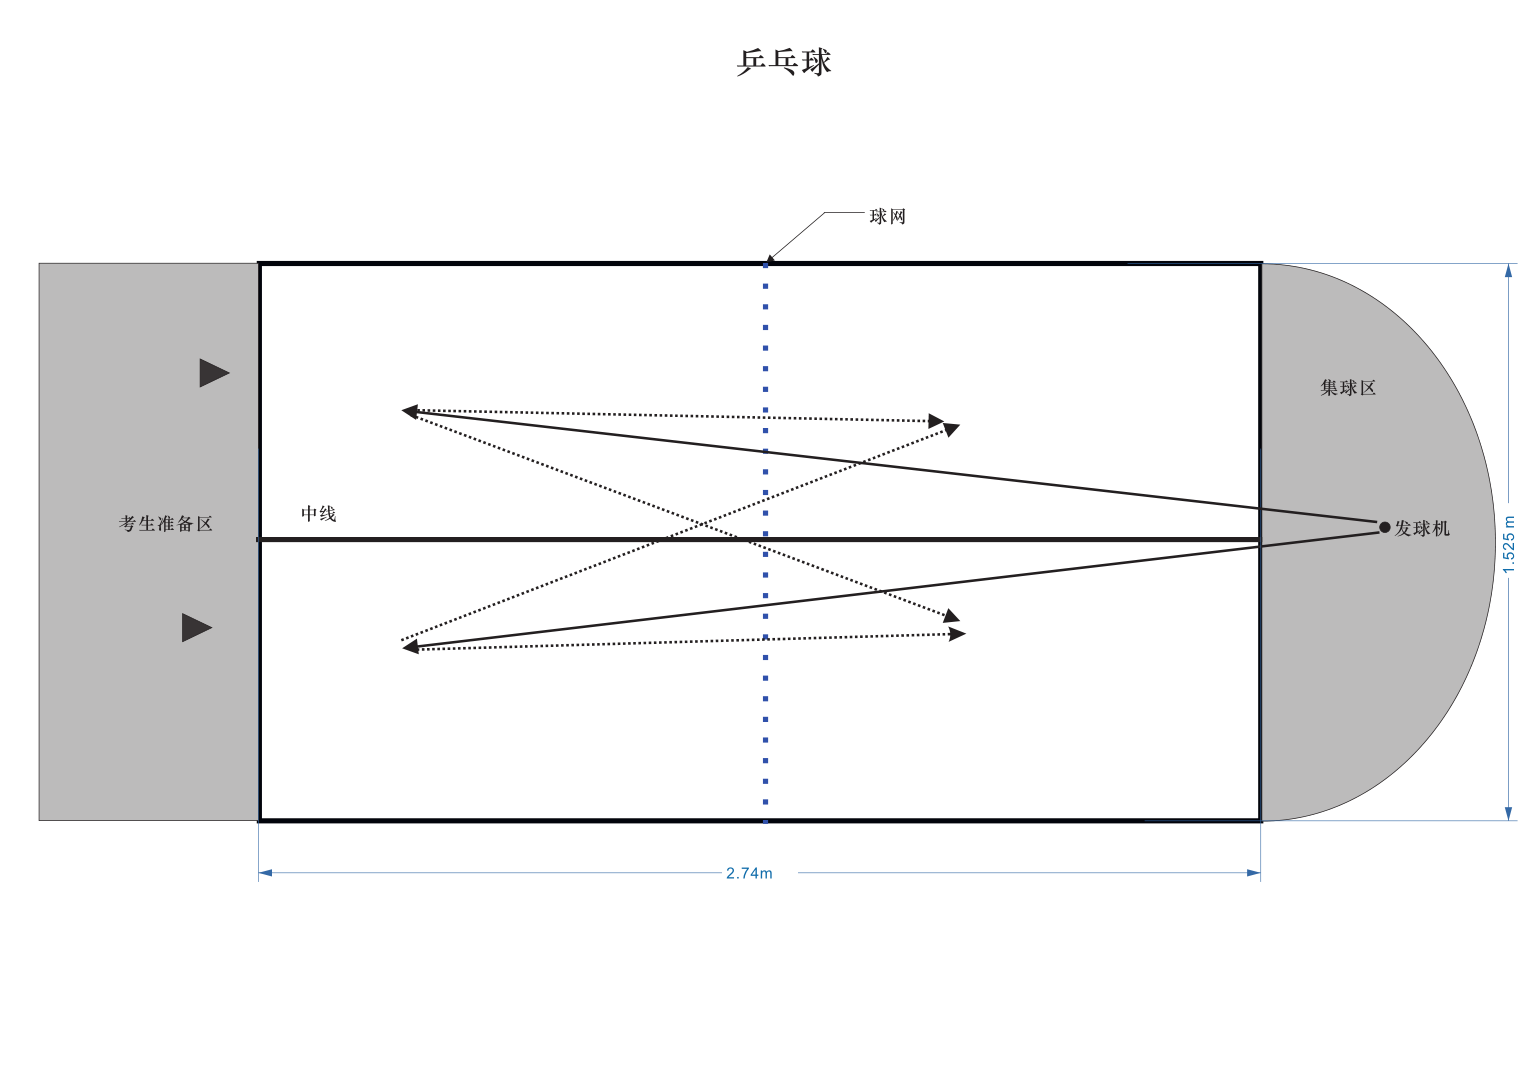 乒乓球
球网
集球区
中线
考生准备区
发球机
1.525 m
2.74m